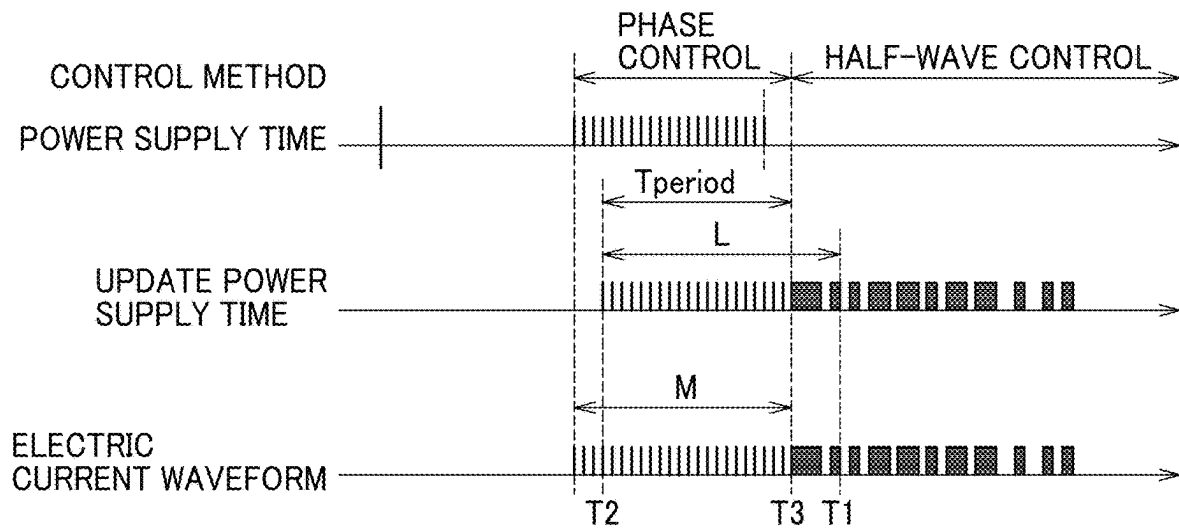 PHASE
CONTROL
HALF-WAVE CONTROL
CONTROL METHOD
POWER SUPPLY TIME
Tperiod
L
UPDATE POWER
SUPPLY TIME
M
ELECTRIC
CURRENT WAVEFORM
T2
T3
T1